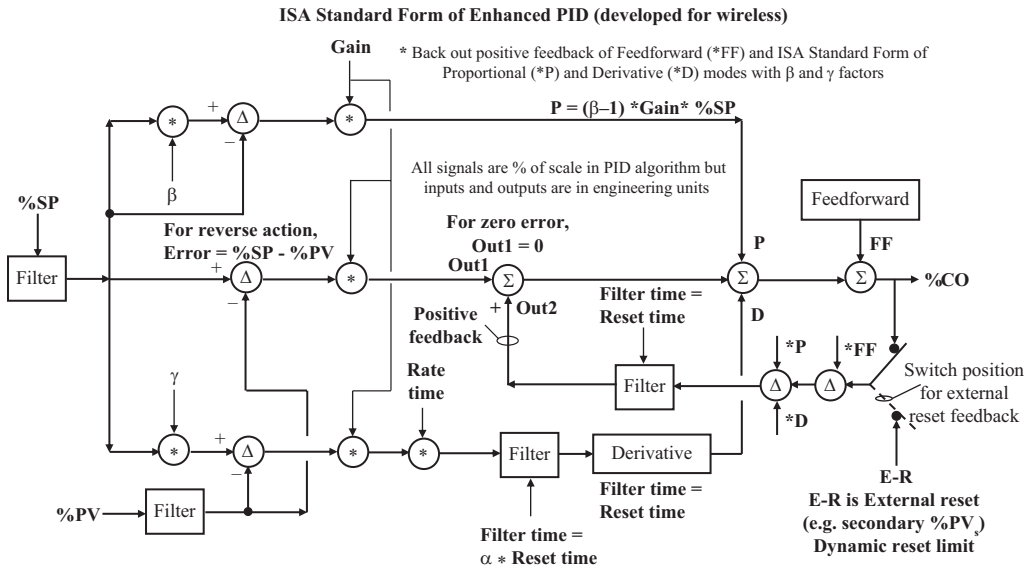 ISA Standard Form of Enhanced PID (developed for wireless)
Gain
* Back out positive feedback of Feedforward (*FF) and ISA Standard Form of
Proportional (*P) and Derivative (*D) modes with β and γ factors
P = (β–1) *Gain* %SP
+
*
Δ
*
−
All signals are % of scale in PID algorithm but
inputs and outputs are in engineering units
β
%SP
Feedforward
For reverse action,
Error = %SP - %PV
For zero error,
Out1 = 0
P
FF
Filter
+
Δ
*
Out1
Σ
Σ
Σ
%CO
−
Filter time =
Reset time
+
Out2
D
Positive
feedback
*P
*FF
γ
Rate
time
Filter
Δ
Δ
Switch position
for external
reset feedback
*D
*
+
Δ
*
*
Filter
Derivative
−
E-R
%PV
Filter
Filter time =
Reset time
E-R is External reset
(e.g. secondary %PVs)
Dynamic reset limit
Filter time =
α * Reset time